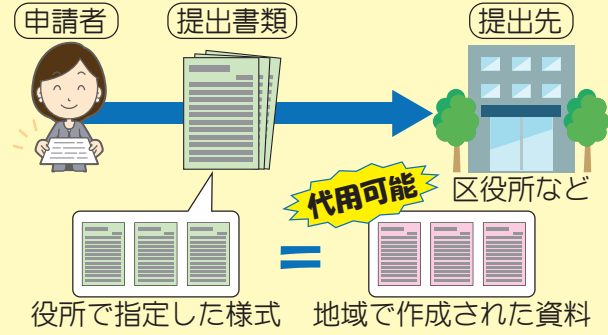 申請者
提出書類
提出先
区役所など
代用可能
役所で指定した様式
=
地域で作成された資料